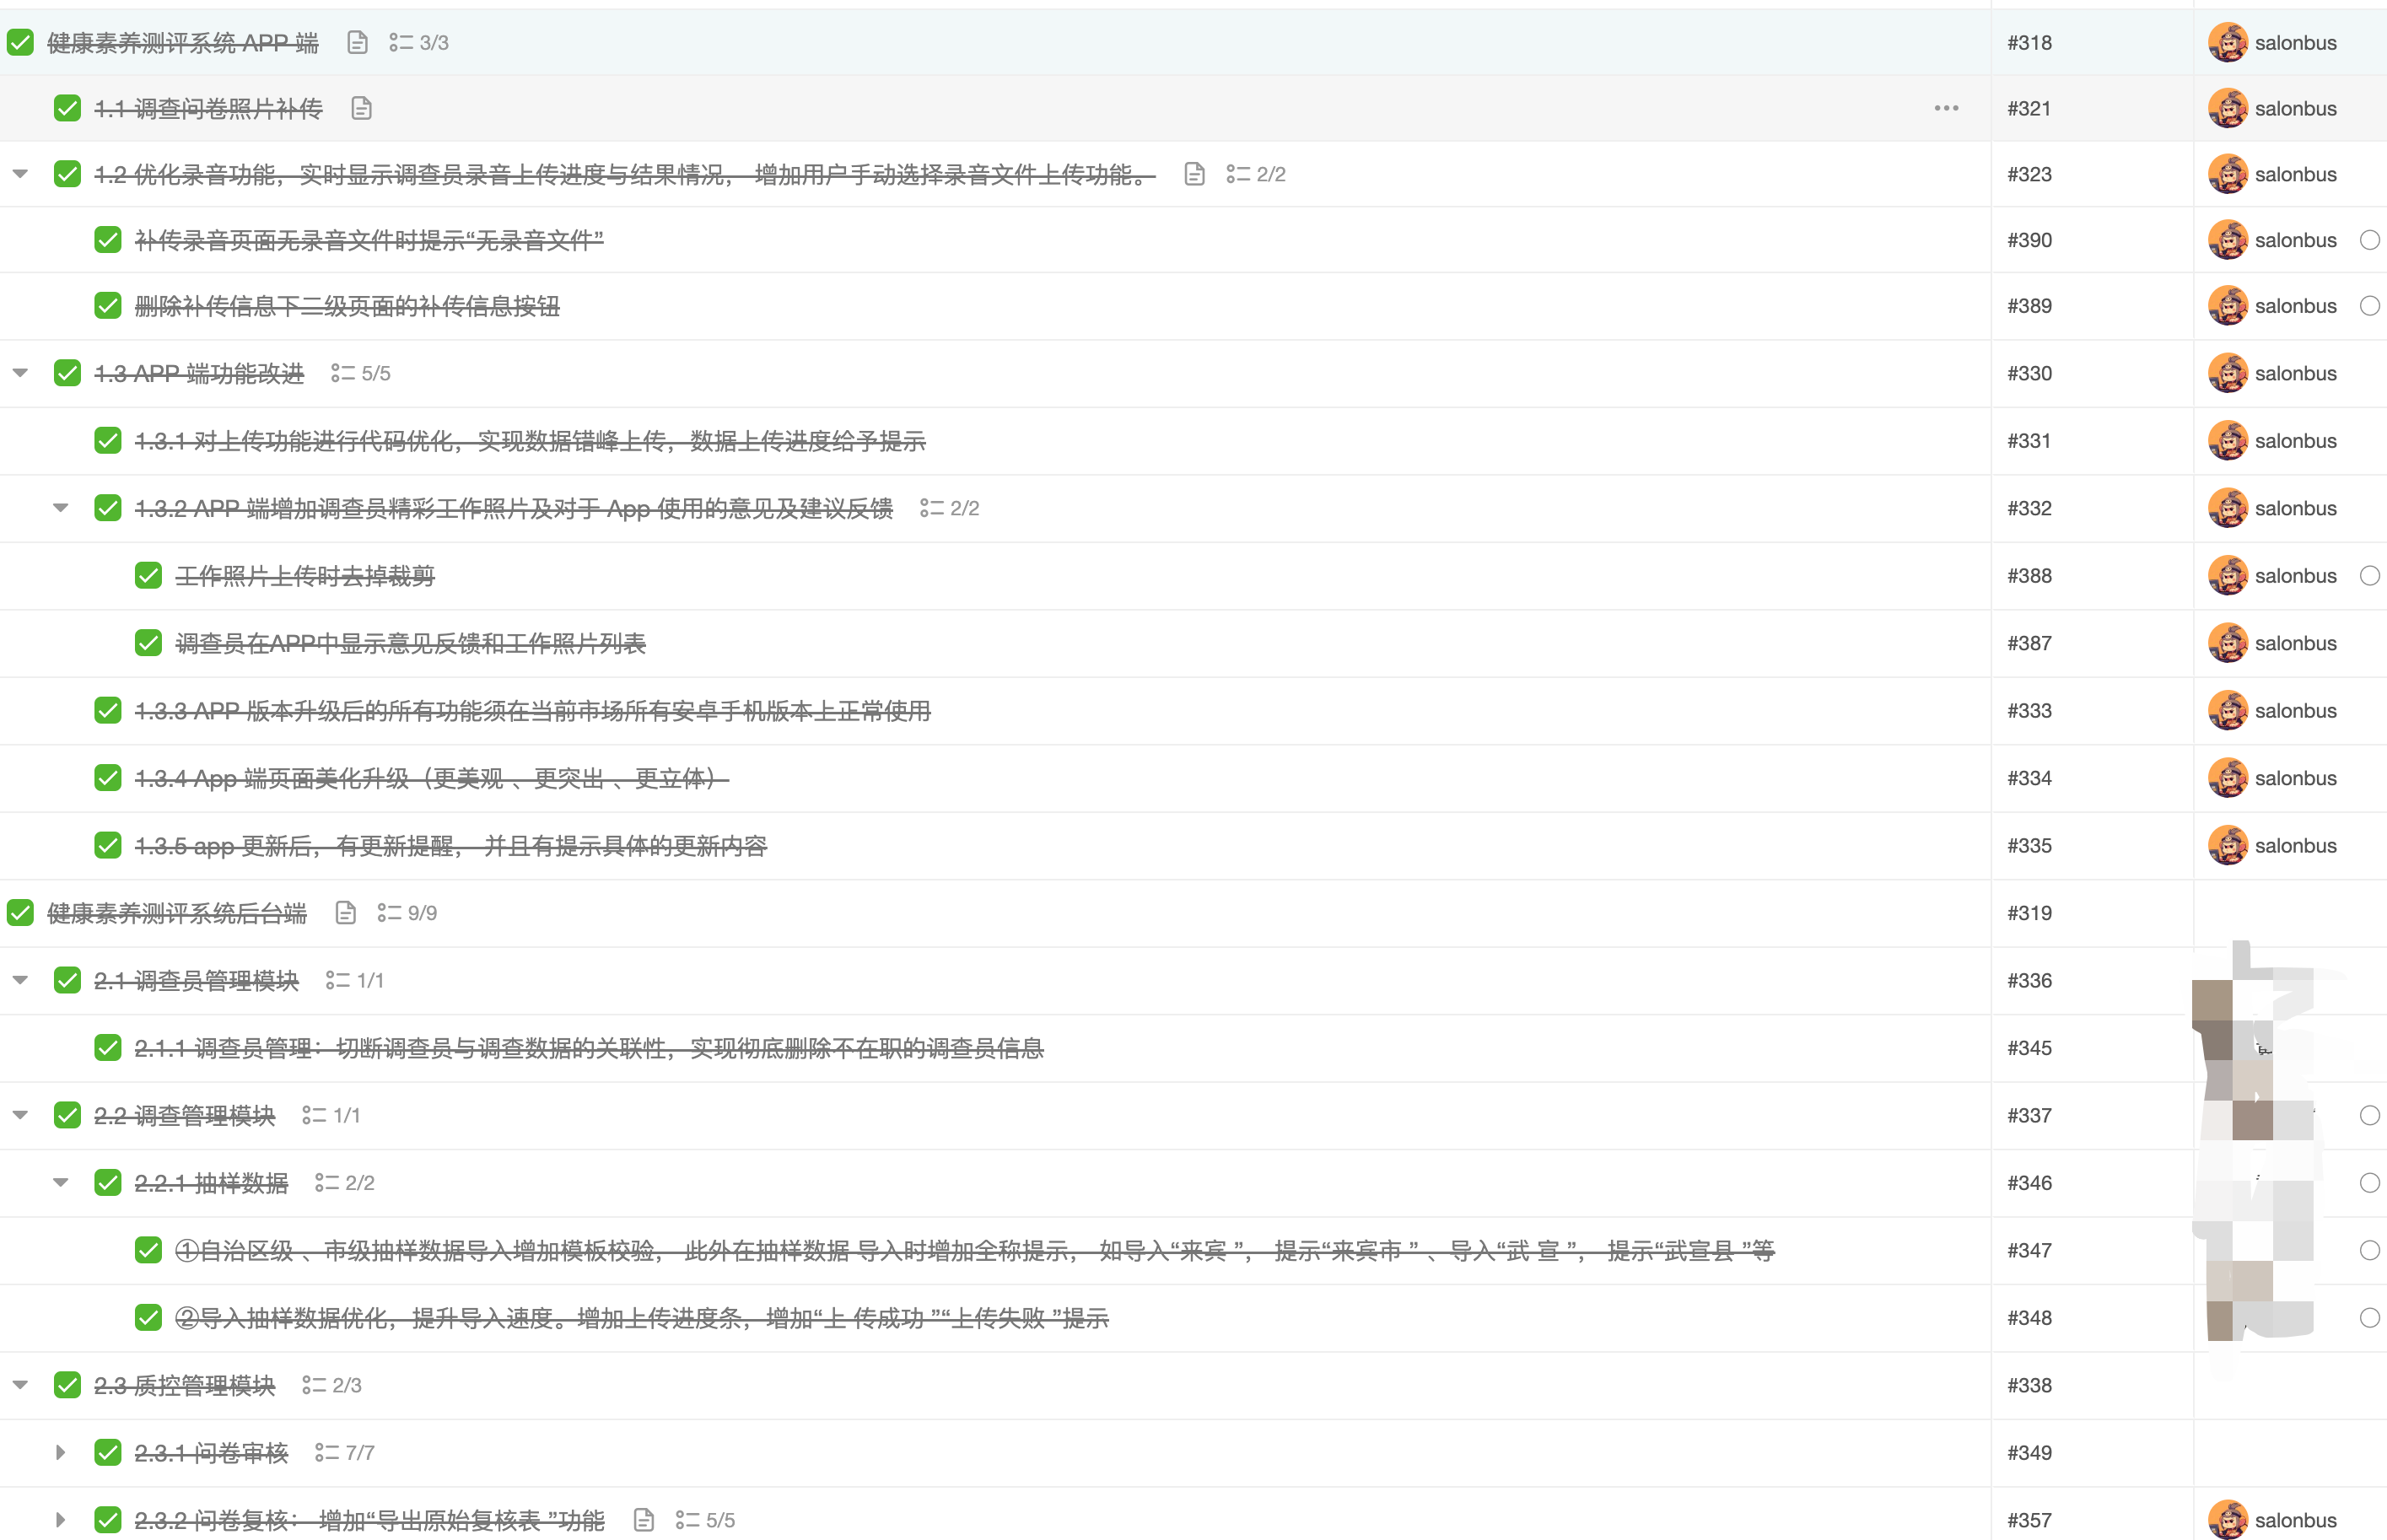 健康素养测评系统 APP 端 3/3 #318 salonbus
1.1 调查问卷照片补传 #321 salonbus
1.2 优化录音功能，实时显示调查员录音上传进度与结果情况， 增加用户手动选择录音文件上传功能。 2/2 #323 salonbus
补传录音页面无录音文件时提示“无录音文件” #390 salonbus
删除补传信息下二级页面的补传信息按钮 #389 salonbus
1.3 APP 端功能改进 5/5 #330 salonbus
1.3.1 对上传功能进行代码优化，实现数据错峰上传，数据上传进度给予提示 #331 salonbus
1.3.2 APP 端增加调查员精彩工作照片及对于 App 使用的意见及建议反馈 2/2 #332 salonbus
工作照片上传时去掉裁剪 #388 salonbus
调查员在APP中显示意见反馈和工作照片列表 #387 salonbus
1.3.3 APP 版本升级后的所有功能须在当前市场所有安卓手机版本上正常使用 #333 salonbus
1.3.4 App 端页面美化升级（更美观 、更突出 、更立体） #334 salonbus
1.3.5 app 更新后，有更新提醒， 并且有提示具体的更新内容 #335 salonbus
健康素养测评系统后台端 9/9 #319
2.1 调查员管理模块 1/1 #336
2.1.1 调查员管理：切断调查员与调查数据的关联性，实现彻底删除不在职的调查员信息 #345
2.2 调查管理模块 1/1 #337
2.2.1 抽样数据 2/2 #346
①自治区级 、市级抽样数据导入增加模板校验， 此外在抽样数据 导入时增加全称提示， 如导入“来宾 ”， 提示“来宾市 ” 、导入“武 宣 ”， 提示“武宣县 ”等 #347
②导入抽样数据优化，提升导入速度。增加上传进度条，增加“上 传成功 ”“上传失败 ”提示 #348
2.3 质控管理模块 2/3 #338
2.3.1 问卷审核 7/7 #349
2.3.2 问卷复核： 增加“导出原始复核表 ”功能 5/5 #357 salonbus